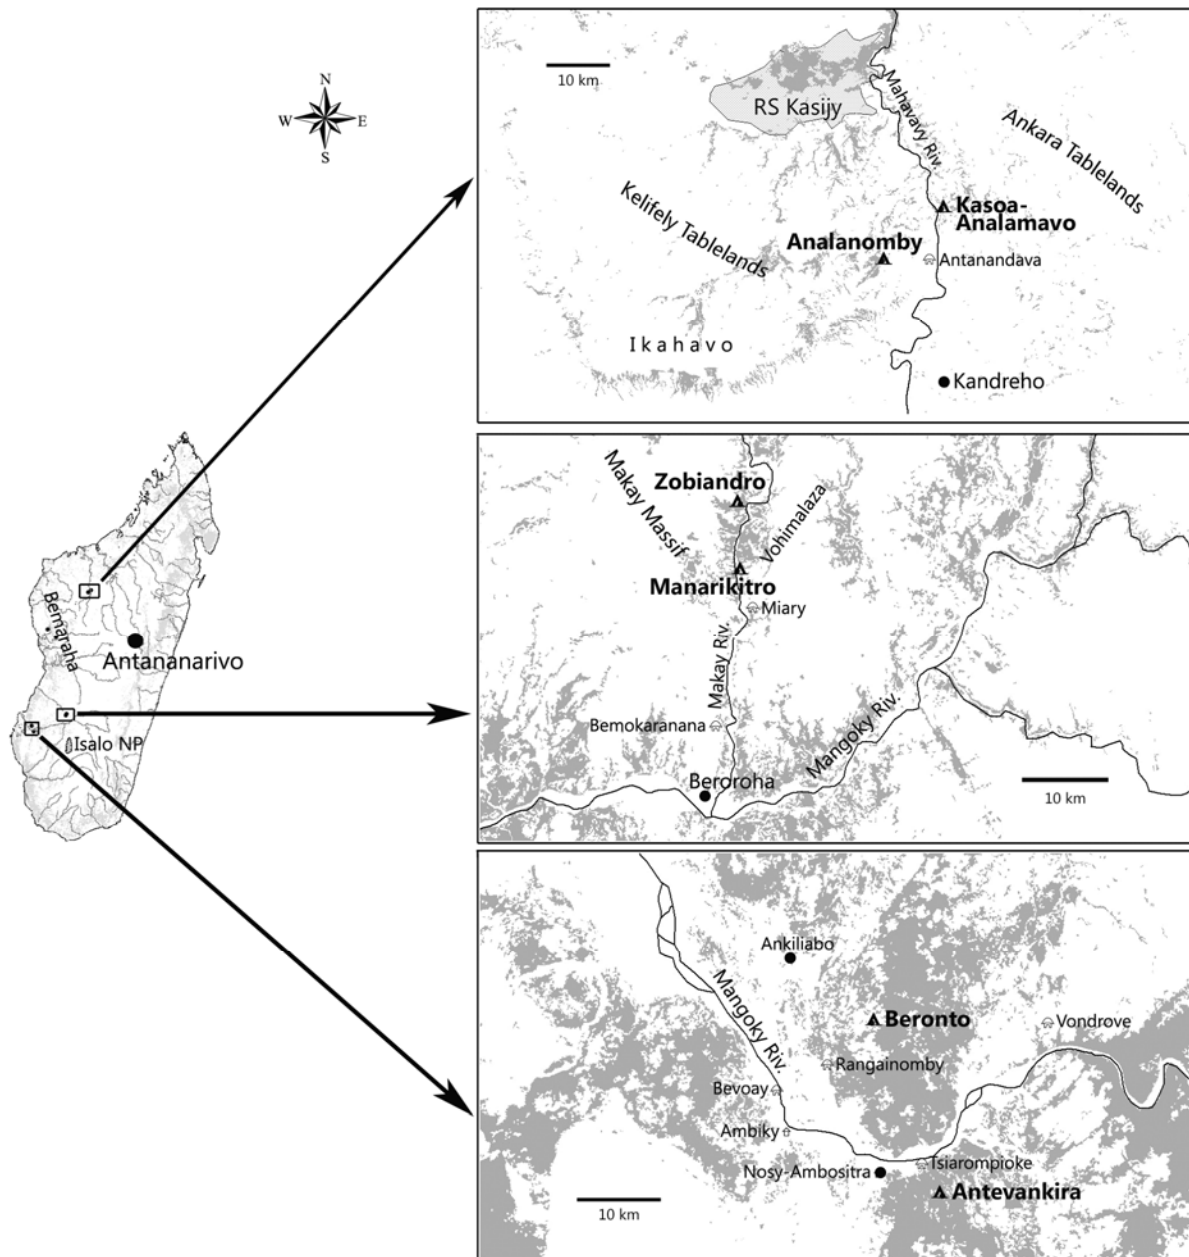 N
W
E
S
10 km
RS Kasijy
Mahavavy Riv.
Ankara Tablelands
Kelifely Tablelands
Kasoa-
Analamavo
Analanomby
Antanandava
Ikahavo
Kandreho
Bemaraha
Antananarivo
Isalo NP
Makay Massif
Zobiandro
Vohimalaza
Manarikitro
Miary
Makay Riv.
Bemokaranana
Mangoky Riv.
Beroroha
10 km
Ankiliabo
Mangoky Riv.
Beronto
Vondrove
Rangainomby
Bevoay
Ambiky
Tsiarompioke
Nosy-Ambositra
Antevankira
10 km